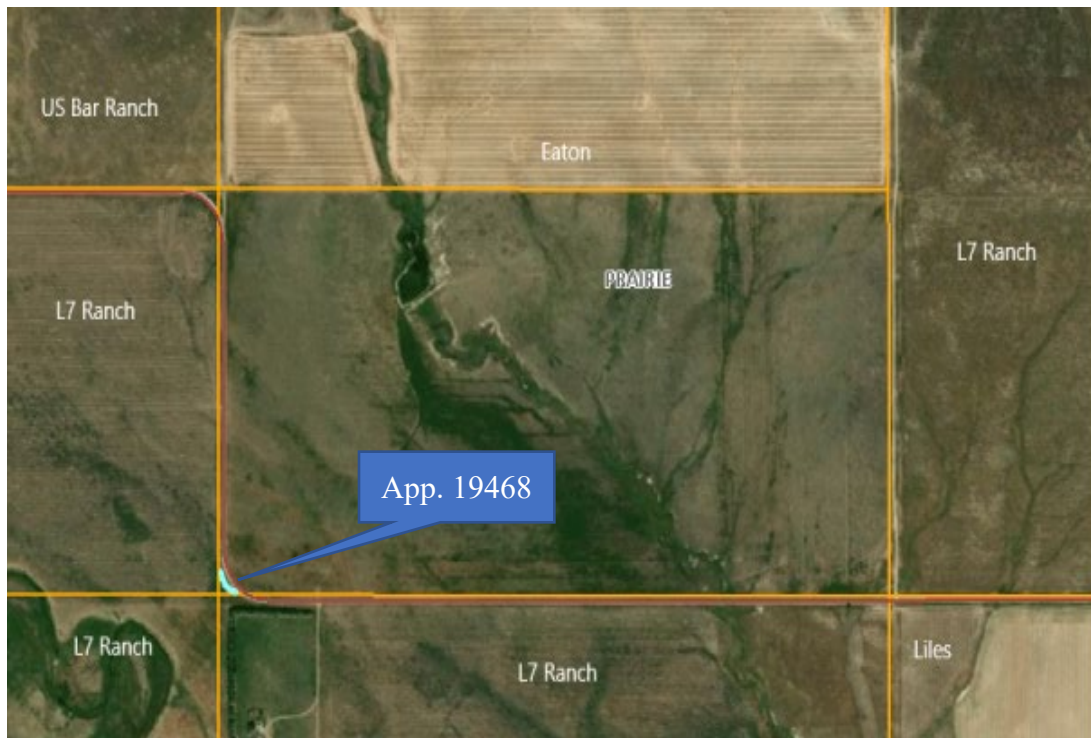 US Bar Ranch
Eaton
L7 Ranch
PRAIRIE
L7 Ranch
App. 19468
L7 Ranch
L7 Ranch
Liles